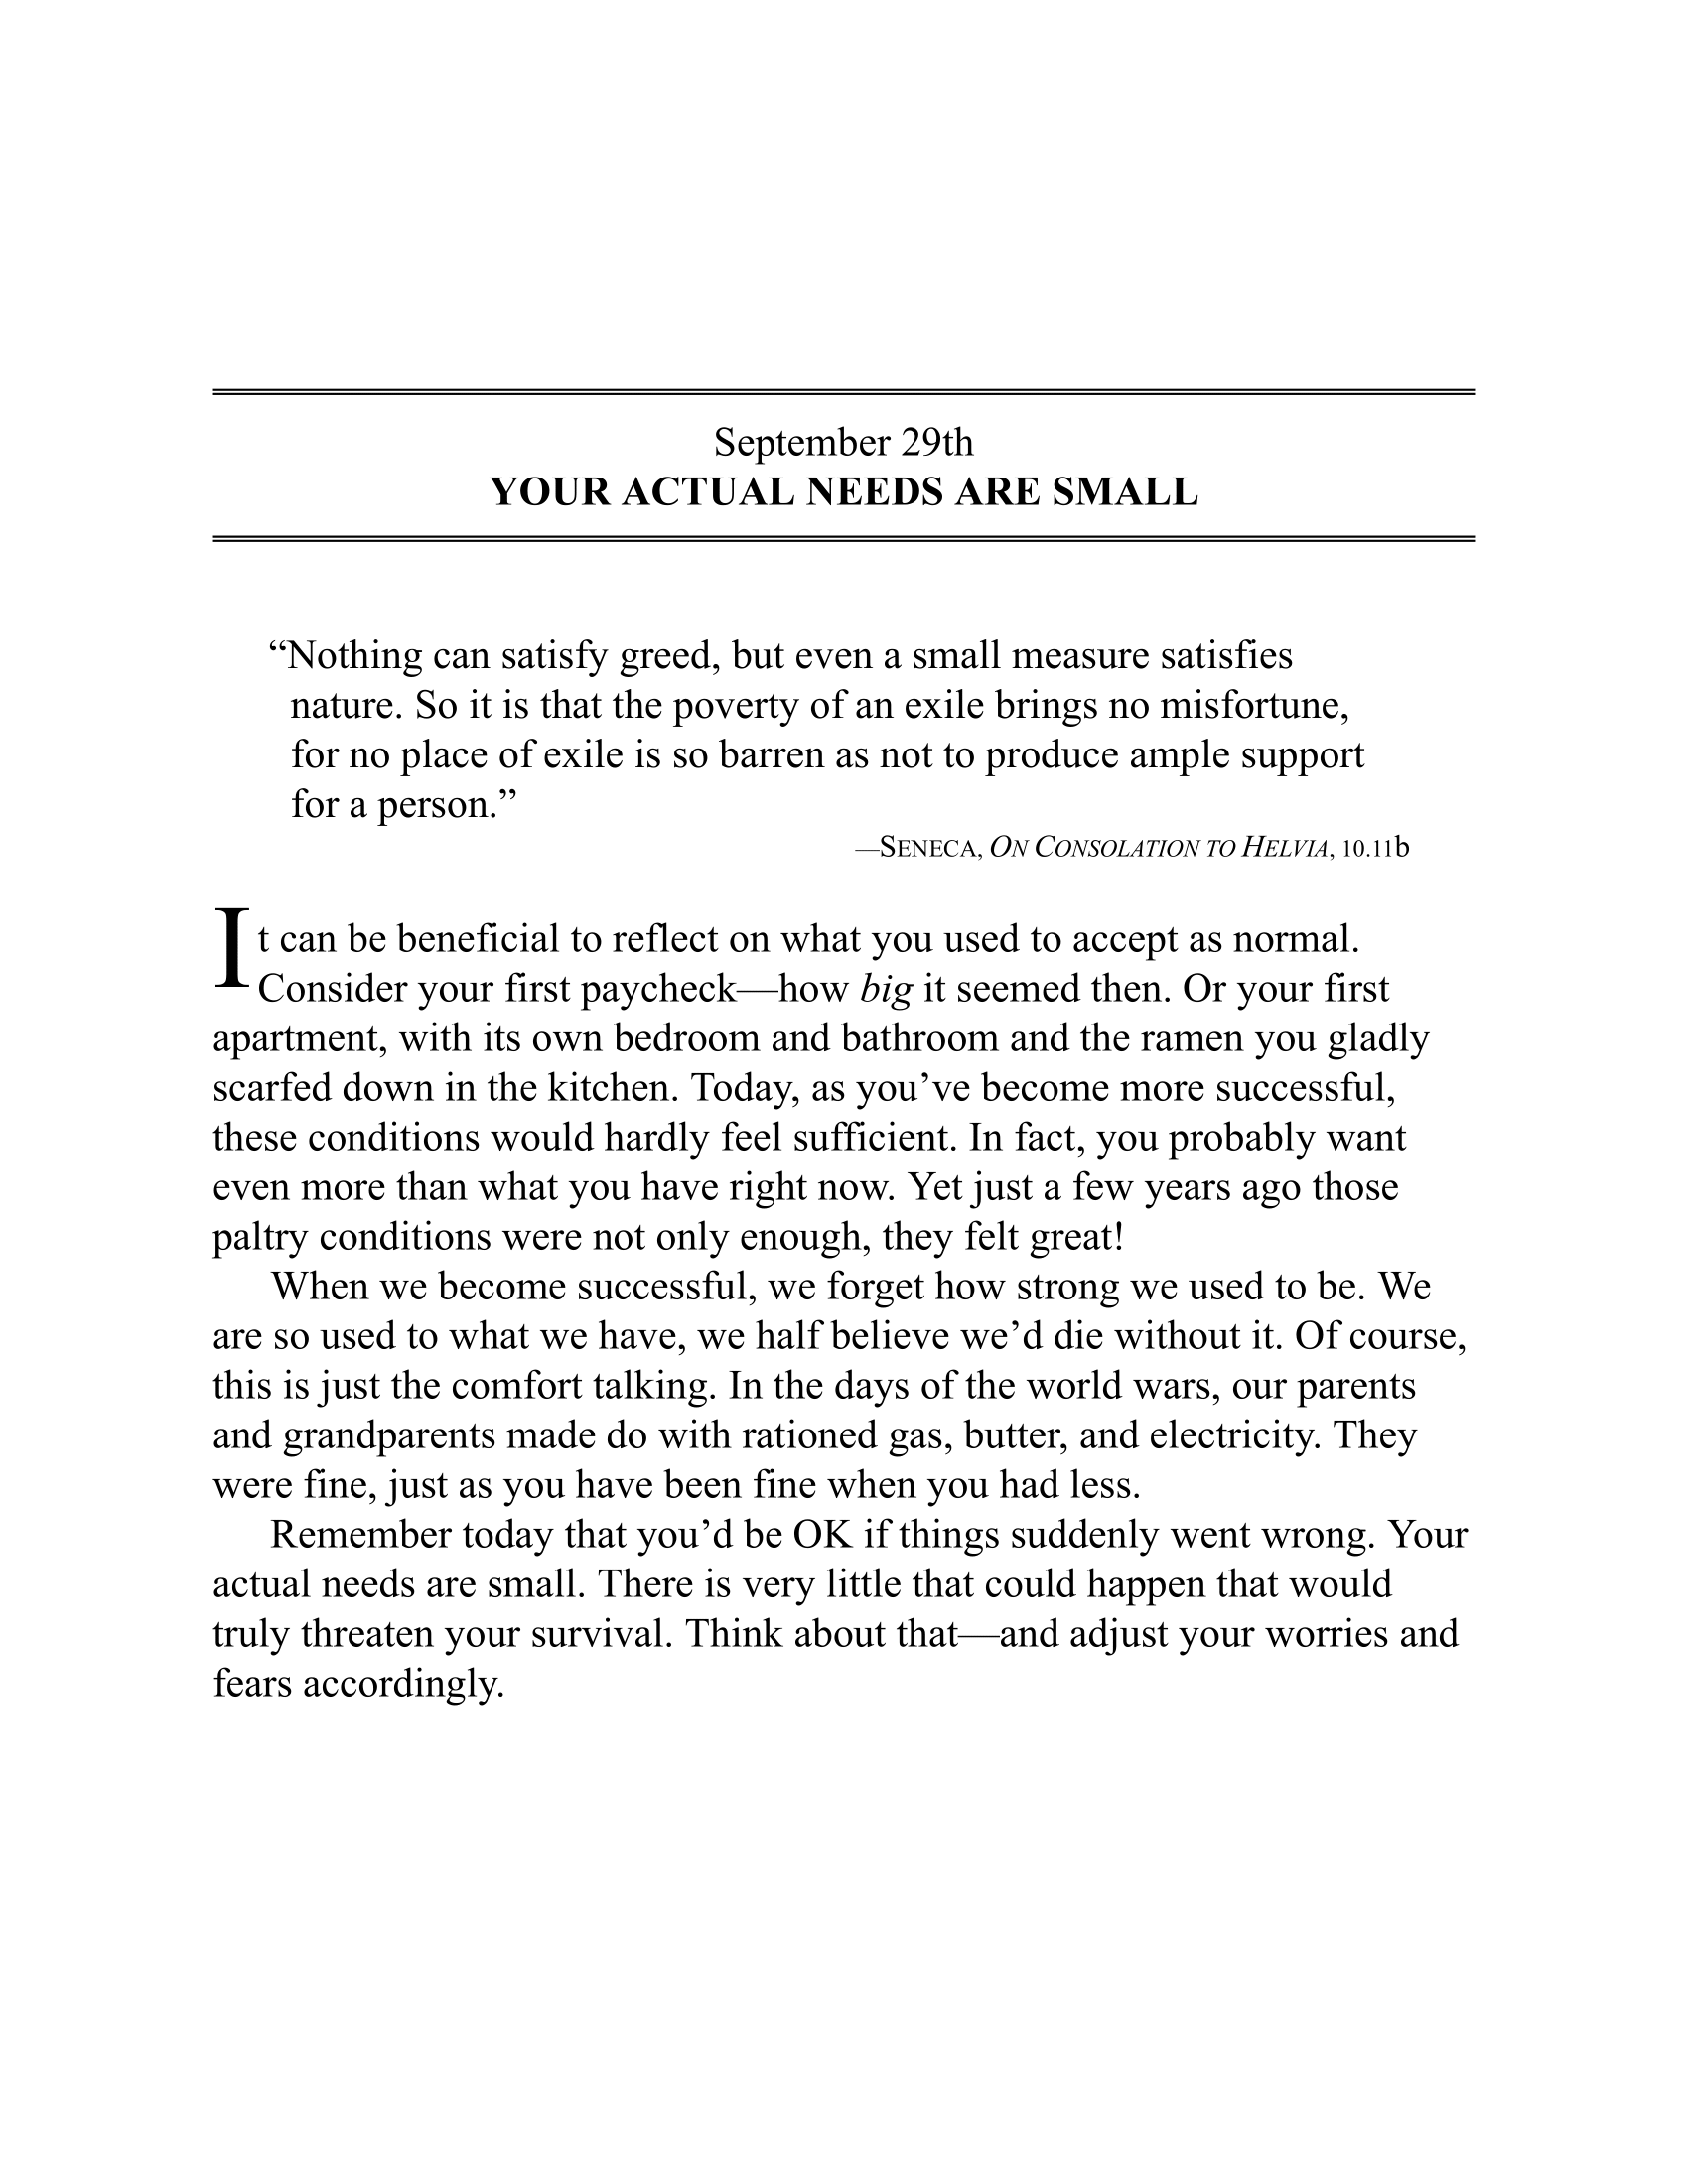 September 29th
YOUR ACTUAL NEEDS ARE SMALL
“Nothing can satisfy greed, but even a small measure satisfies
nature. So it is that the poverty of an exile brings no misfortune,
for no place of exile is so barren as not to produce ample support
for a person.”
—SENECA, ON CONSOLATION TO HELVIA, 10.11b
It can be beneficial to reflect on what you used to accept as normal.
Consider your first paycheck—how big it seemed then. Or your first
apartment, with its own bedroom and bathroom and the ramen you gladly
scarfed down in the kitchen. Today, as you’ve become more successful,
these conditions would hardly feel sufficient. In fact, you probably want
even more than what you have right now. Yet just a few years ago those
paltry conditions were not only enough, they felt great!
When we become successful, we forget how strong we used to be. We
are so used to what we have, we half believe we’d die without it. Of course,
this is just the comfort talking. In the days of the world wars, our parents
and grandparents made do with rationed gas, butter, and electricity. They
were fine, just as you have been fine when you had less.
Remember today that you’d be OK if things suddenly went wrong. Your
actual needs are small. There is very little that could happen that would
truly threaten your survival. Think about that—and adjust your worries and
fears accordingly.